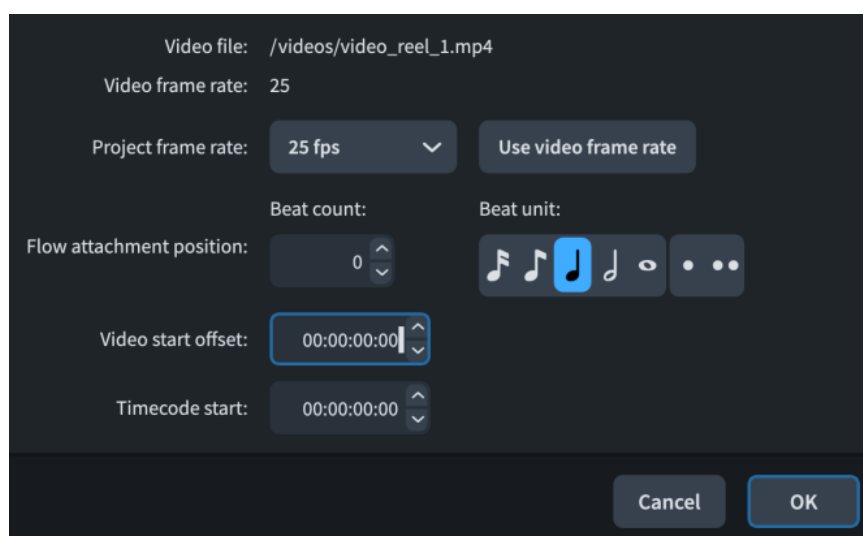 Video file: /videos/video_reel_1.mp4
Video frame rate: 25
Project frame rate: 25 fps Use video frame rate
Beat count: Beat unit:
Flow attachment position: 0
Video start offset: 00:00:00:00
Timecode start: 00:00:00:00
Cancel OK